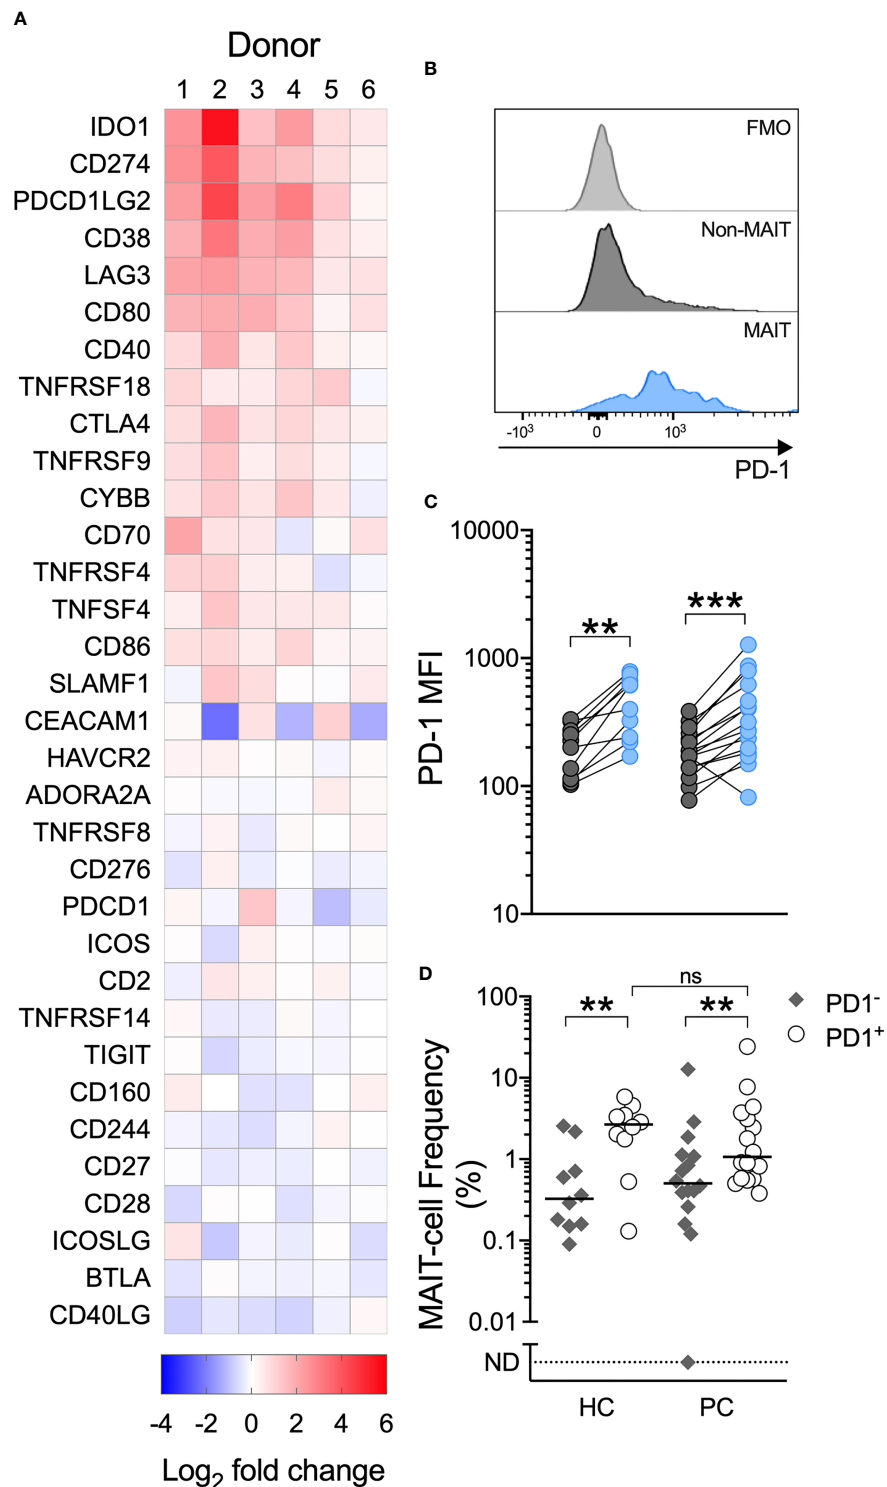 A
Donor
1 2 3 4 5 6
IDO1
CD274
PDCD1LG2
CD38
LAG3
CD80
CD40
TNFRSF18
CTLA4
TNFRSF9
CYBB
CD70
TNFRSF4
TNFSF4
CD86
SLAMF1
CEACAM1
HAVCR2
ADORA2A
TNFRSF8
CD276
PDCD1
ICOS
CD2
TNFRSF14
TIGIT
CD160
CD244
CD27
CD28
ICOSLG
BTLA
CD40LG
-4 -2 0 2 4 6
Log₂ fold change
B
FMO
Non-MAIT
MAIT
-10³ 0 10³
PD-1
C
10000
1000
100
10
PD-1 MFI
** ***
D
ns
** **
PD1⁻
PD1⁺
100
10
1
0.1
0.01
ND
MAIT-cell Frequency
(%)
HC PC